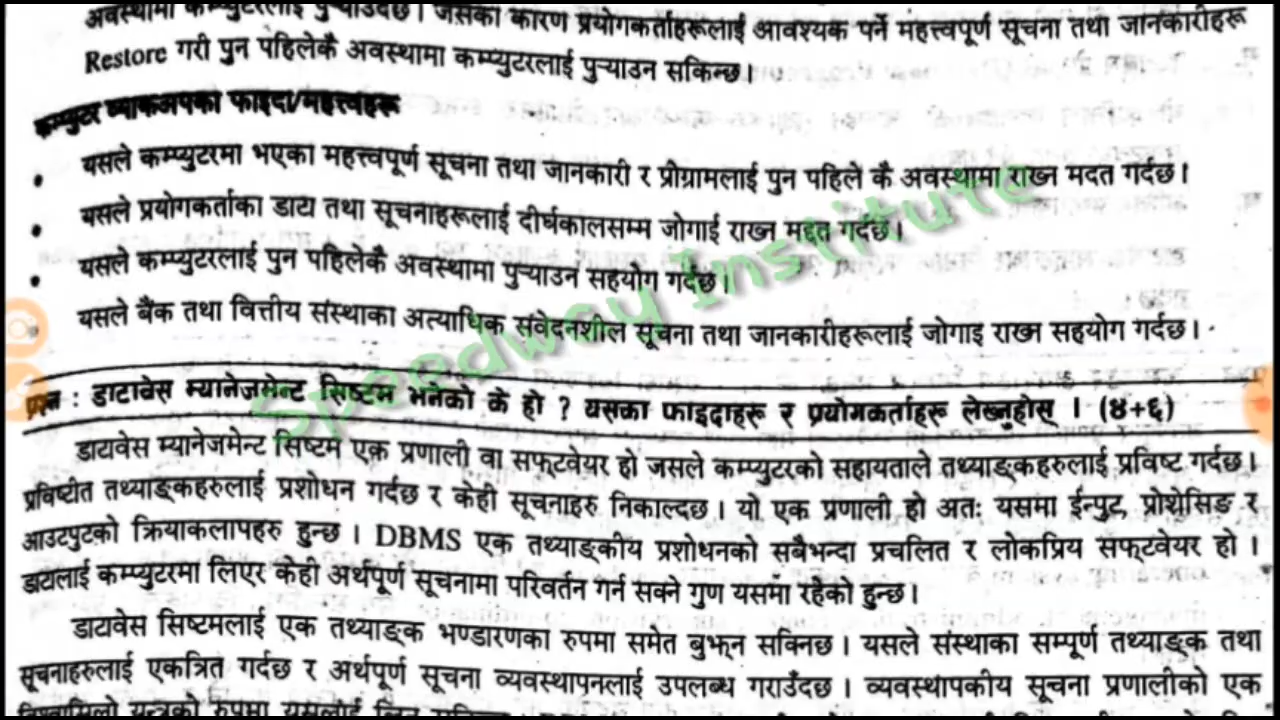 अवस्थामा कम्प्युटरलाई पुऱ्याउँदछ । जसका कारण प्रयोगकर्ताहरूलाई आवश्यक पर्ने महत्त्वपूर्ण सूचना तथा जानकारीहरू
Restore गरी पुन पहिलेकै अवस्थामा कम्प्युटरलाई पुऱ्याउन सकिन्छ।
कम्प्युटर ब्याकअपका फाइदा/महत्त्वहरू
• यसले कम्प्युटरमा भएका महत्त्वपूर्ण सूचना तथा जानकारी र प्रोग्रामलाई पुन पहिले कै अवस्थामा राख्न मदत गर्दछ।
• यसले प्रयोगकर्ताका डाटा तथा सूचनाहरूलाई दीर्घकालसम्म जोगाई राख्न मद्दत गर्दछ।
• यसले कम्प्युटरलाई पुन पहिलेकै अवस्थामा पुऱ्याउन सहयोग गर्दछ।
• यसले बैंक तथा वित्तीय संस्थाका अत्याधिक संवेदनशील सूचना तथा जानकारीहरूलाई जोगाइ राख्न सहयोग गर्दछ।
Speedway Institute
प्रश्न : डाटावेस म्यानेजमेन्ट सिष्टम भनेको के हो ? यसका फाइदाहरू र प्रयोगकर्ताहरू लेख्नुहोस् । (४+६)
डाटावेस म्यानेजमेन्ट सिष्टम एक प्रणाली वा सफ्टवेयर हो जसले कम्प्युटरको सहायताले तथ्याङ्कहरुलाई प्रविष्ट गर्दछ।
प्रविष्टीत तथ्याङ्कहरुलाई प्रशोधन गर्दछ र केही सूचनाहरु निकाल्दछ। यो एक प्रणाली हो अतः यसमा ईन्पुट, प्रोशेसिङ र
आउटपुटको क्रियाकलापहरु हुन्छ । DBMS एक तथ्याङ्कीय प्रशोधनको सबैभन्दा प्रचलित र लोकप्रिय सफ्टवेयर हो ।
डाटालाई कम्प्युटरमा लिएर केही अर्थपूर्ण सूचनामा परिवर्तन गर्न सक्ने गुण यसमाँ रहेको हुन्छ।
डाटावेस सिष्टमलाई एक तथ्याङ्क भण्डारणका रुपमा समेत बुझ्न सक्निछ । यसले संस्थाका सम्पूर्ण तथ्याङ्क तथा
सूचनाहरुलाई एकत्रित गर्दछ र अर्थपूर्ण सूचना व्यवस्थापनलाई उपलब्ध गराउँदछ । व्यवस्थापकीय सूचना प्रणालीको एक
यन्त्रको रुपमा यसलाई लिन